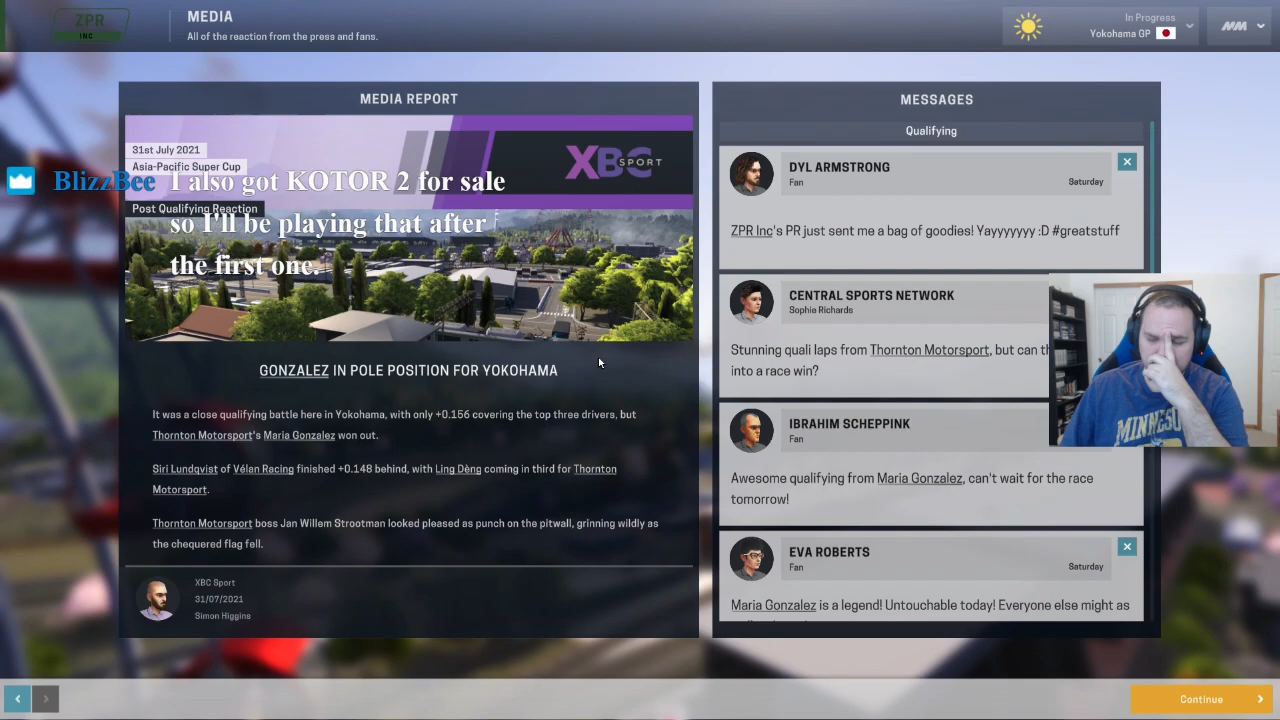 ZPR
INC
MEDIA
All of the reaction from the press and fans.
In Progress
Yokohama GP
MEDIA REPORT
31st July 2021
Asia-Pacific Super Cup
XBC SPORT
BlizzBee I also got KOTOR 2 for sale
Post Qualifying Reaction
so I'll be playing that after
the first one.
GONZALEZ IN POLE POSITION FOR YOKOHAMA
It was a close qualifying battle here in Yokohama, with only +0.156 covering the top three drivers, but
Thornton Motorsport's Maria Gonzalez won out.
Siri Lundqvist of Vélan Racing finished +0.148 behind, with Ling Dèng coming in third for Thornton
Motorsport.
Thornton Motorsport boss Jan Willem Strootman looked pleased as punch on the pitwall, grinning wildly as
the chequered flag fell.
XBC Sport
31/07/2021
Simon Higgins
MESSAGES
Qualifying
DYL ARMSTRONG
Fan
Saturday
ZPR Inc's PR just sent me a bag of goodies! Yayyyyyyy :D #greatstuff
CENTRAL SPORTS NETWORK
Sophie Richards
Stunning quali laps from Thornton Motorsport, but can th
into a race win?
IBRAHIM SCHEPPINK
Fan
Awesome qualifying from Maria Gonzalez, can't wait for the race
tomorrow!
EVA ROBERTS
Fan
Saturday
Maria Gonzalez is a legend! Untouchable today! Everyone else might as
MINNESOTA
Continue